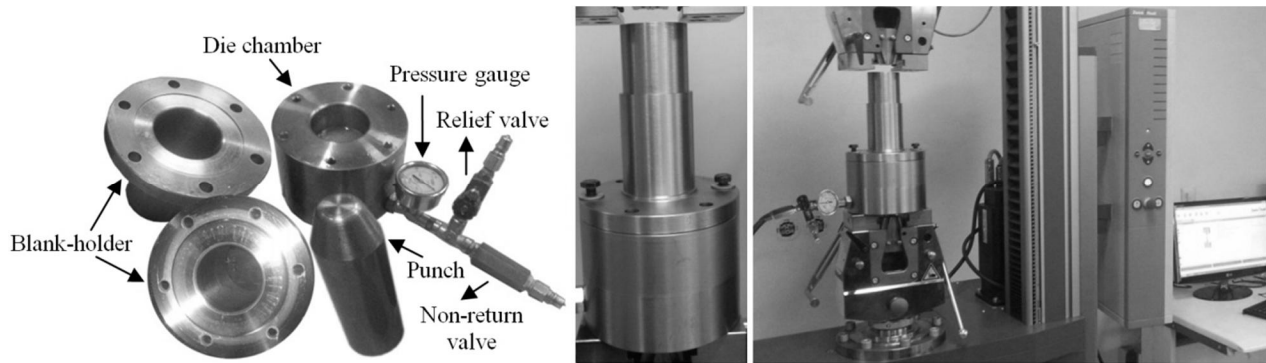 Die chamber
Pressure gauge
Relief valve
Blank-holder
Punch
Non-return
valve